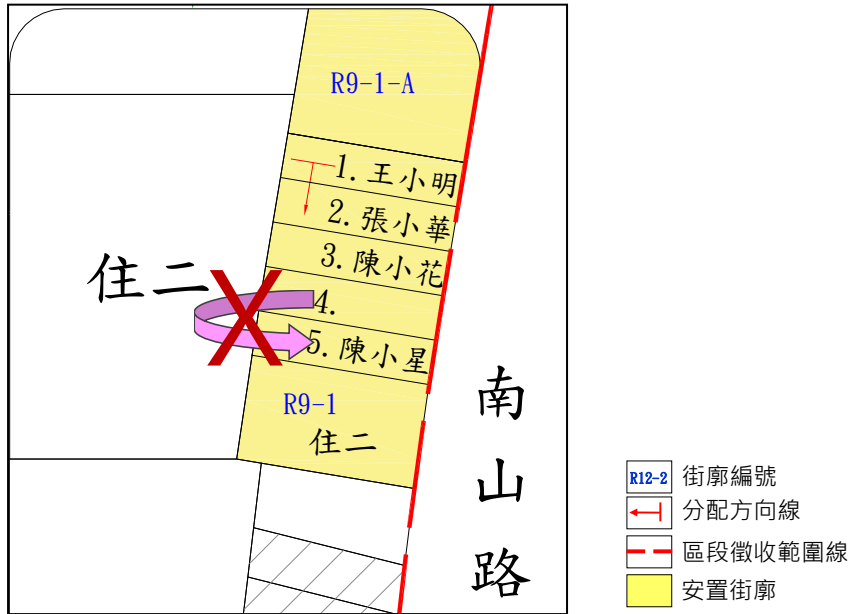 R9-1-A
1.王小明
2.張小華
3.陳小花
4.
5.陳小星
住二
R9-1
住二
南山路
R12-2 街廓編號
分配方向線
區段徵收範圍線
安置街廓